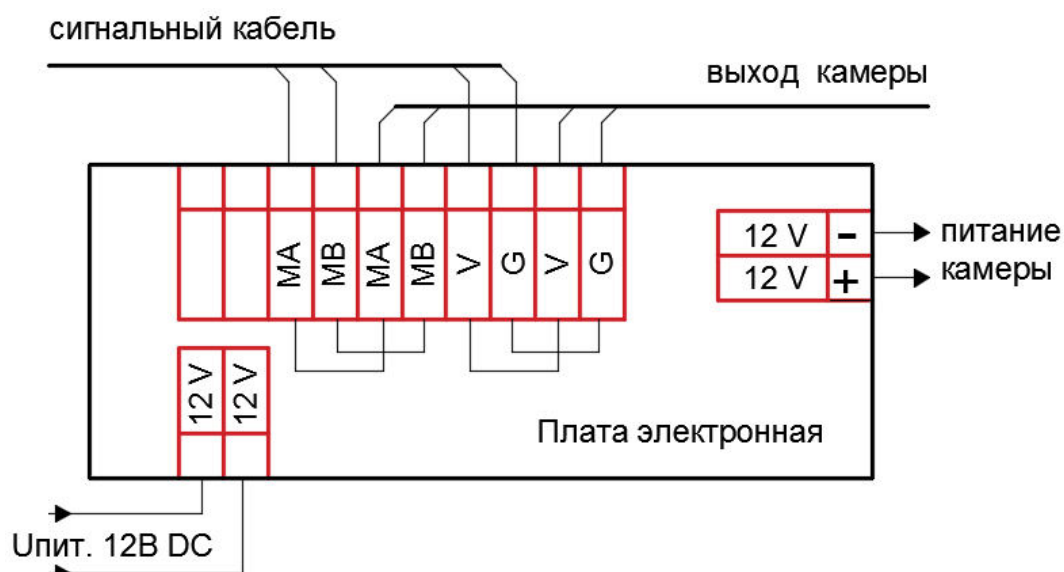 сигнальный кабель
выход камеры
MA MB MA MB V G V G
12 V -
12 V +
питание
камеры
12 V 12 V
Плата электронная
Uпит. 12В DC